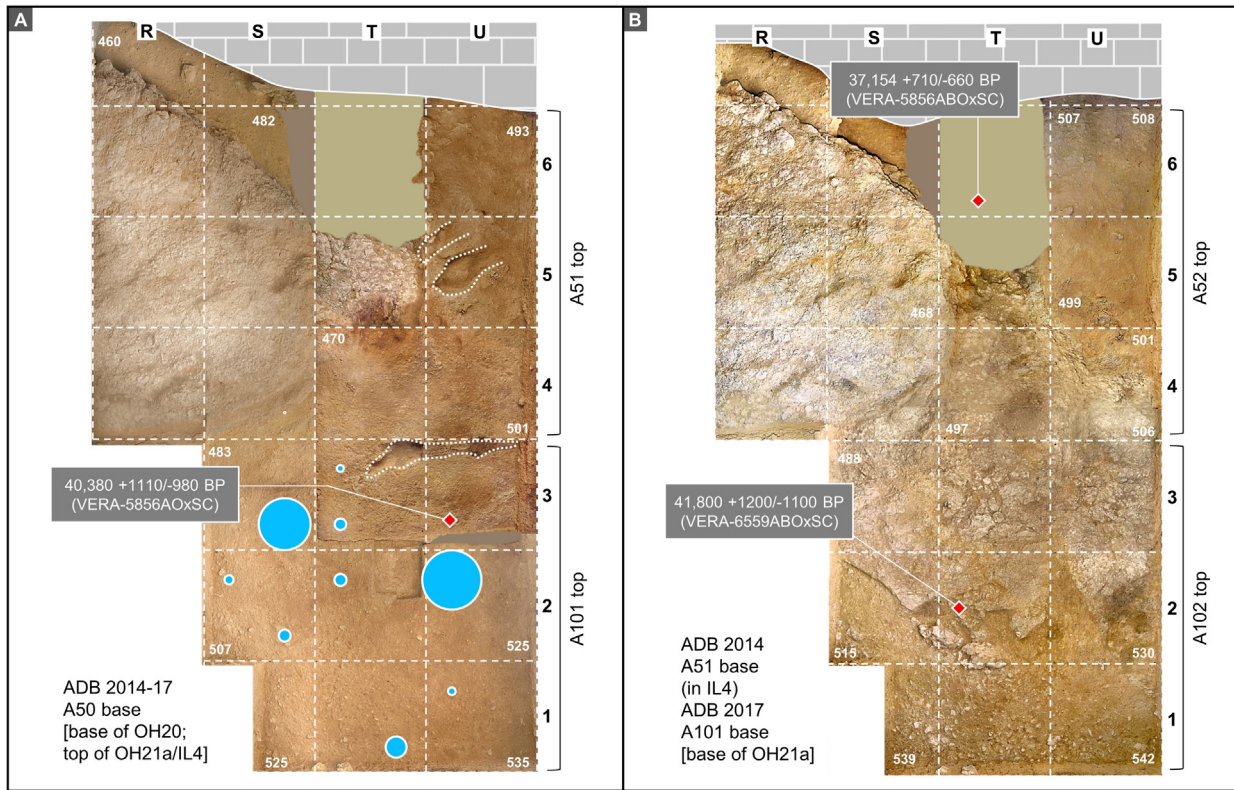 A
R S T U
460
482
493
6
5
470
4
501
A51 top
483
40,380 +1110/-980 BP
(VERA-5856AOxSC)
3
2
507
525
A101 top
ADB 2014-17
A50 base
[base of OH20;
top of OH21a/IL4]
1
525
535
B
R S T U
37,154 +710/-660 BP
(VERA-5856ABOxSC)
507
508
6
5
499
468
501
4
497
506
A52 top
488
41,800 +1200/-1100 BP
(VERA-6559ABOxSC)
3
2
515
530
A102 top
ADB 2014
A51 base
(in IL4)
ADB 2017
A101 base
[base of OH21a]
1
539
542